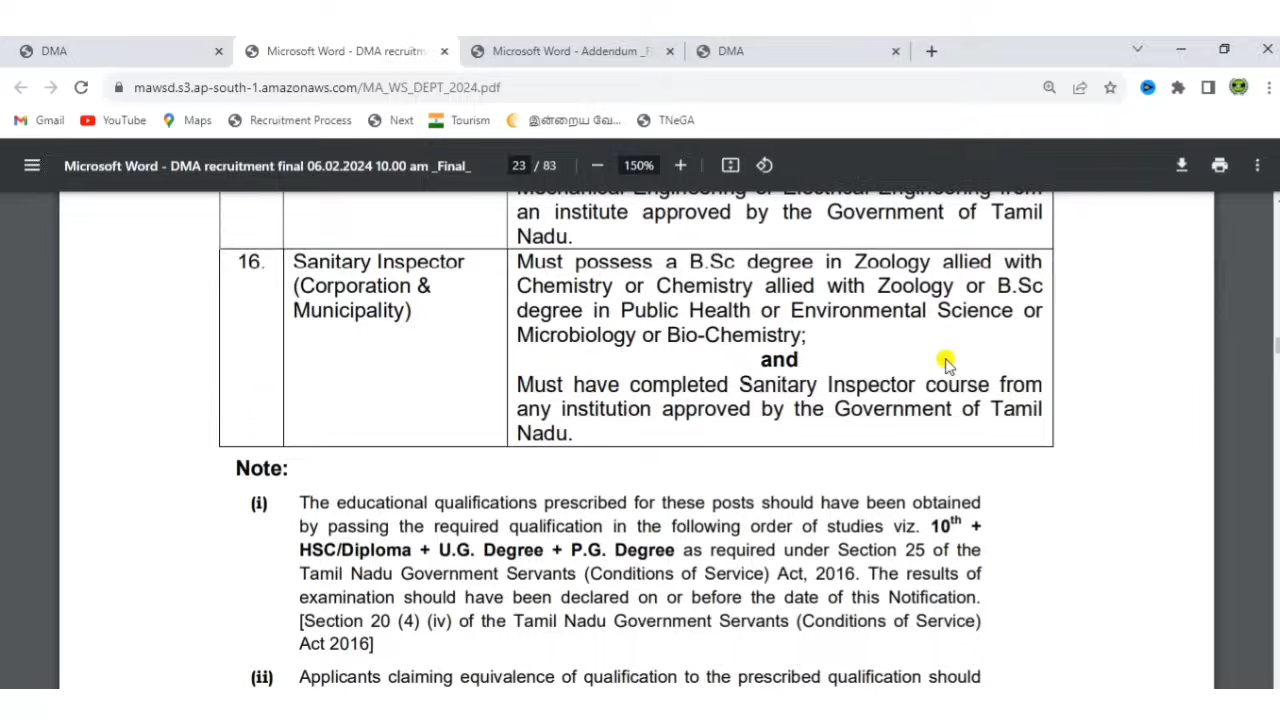 DMA
Microsoft Word - DMA recruitm
Microsoft Word - Addendum _F
DMA
mawsd.s3.ap-south-1.amazonaws.com/MA_WS_DEPT_2024.pdf
Gmail YouTube Maps Recruitment Process Next Tourism இன்றைய வே... TNeGA
Microsoft Word - DMA recruitment final 06.02.2024 10.00 am _Final_ 23 / 83 150%
Mechanical Engineering or Electrical Engineering from
an institute approved by the Government of Tamil
Nadu.
16. Sanitary Inspector
(Corporation &
Municipality)
Must possess a B.Sc degree in Zoology allied with
Chemistry or Chemistry allied with Zoology or B.Sc
degree in Public Health or Environmental Science or
Microbiology or Bio-Chemistry;
and
Must have completed Sanitary Inspector course from
any institution approved by the Government of Tamil
Nadu.
Note:
(i) The educational qualifications prescribed for these posts should have been obtained
by passing the required qualification in the following order of studies viz. 10th +
HSC/Diploma + U.G. Degree + P.G. Degree as required under Section 25 of the
Tamil Nadu Government Servants (Conditions of Service) Act, 2016. The results of
examination should have been declared on or before the date of this Notification.
[Section 20 (4) (iv) of the Tamil Nadu Government Servants (Conditions of Service)
Act 2016]
(ii) Applicants claiming equivalence of qualification to the prescribed qualification should